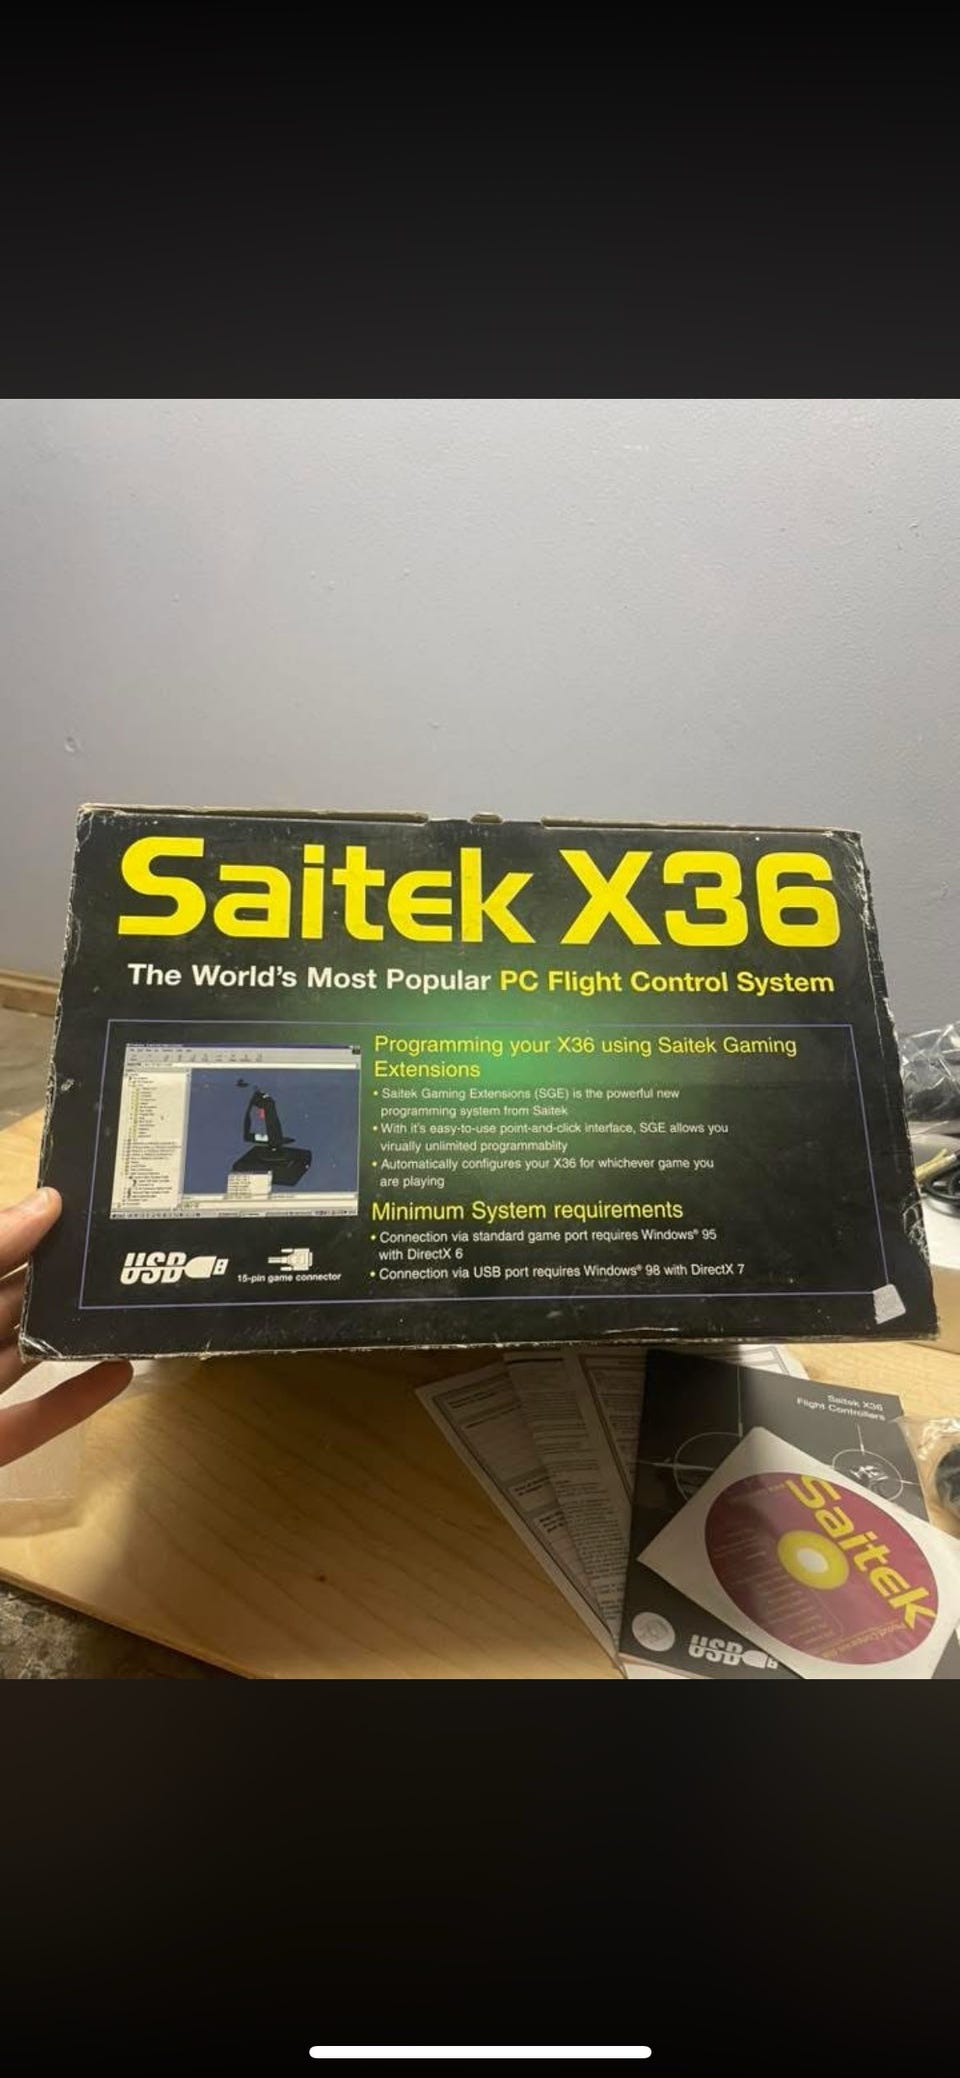 Saitek X36
The World's Most Popular PC Flight Control System
Programming your X36 using Saitek Gaming
Extensions
• Saitek Gaming Extensions (SGE) is the powerful new
programming system from Saitek
• With it's easy-to-use point-and-click interface, SGE allows you
virually unlimited programmablity
• Automatically configures your X36 for whichever game you
are playing
Minimum System requirements
• Connection via standard game port requires Windows® 95
with DirectX 6
• Connection via USB port requires Windows® 98 with DirectX 7
USB
15-pin game connector
Saitek X36
Flight Controllers
Saitek
USB